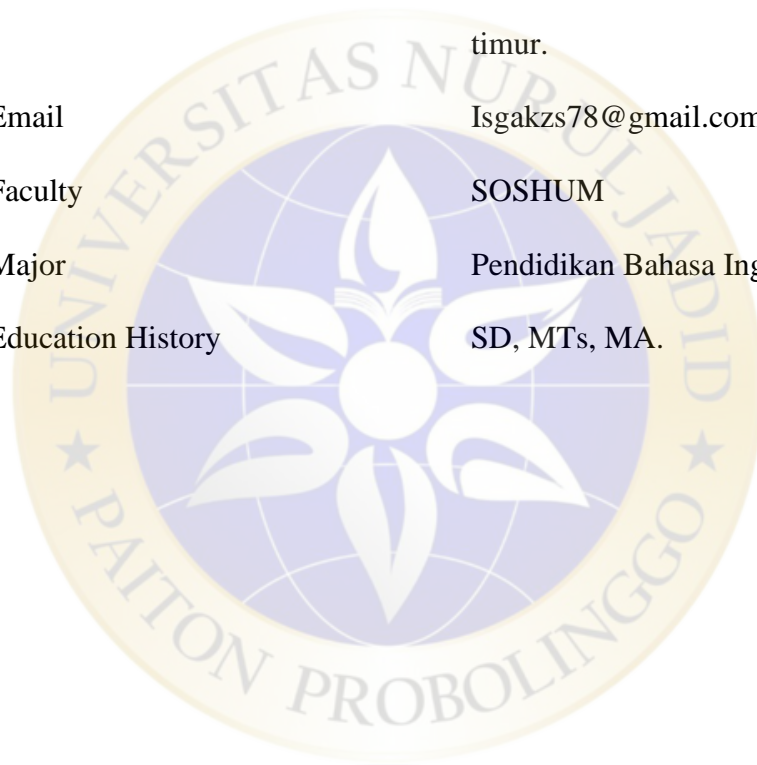 timur.
Email Isgakzs78@gmail.com
Faculty SOSHUM
Major Pendidikan Bahasa Ing
Education History SD, MTs, MA.
UNIVERSITAS NURUL JADID
★ PAITON PROBOLINGGO ★